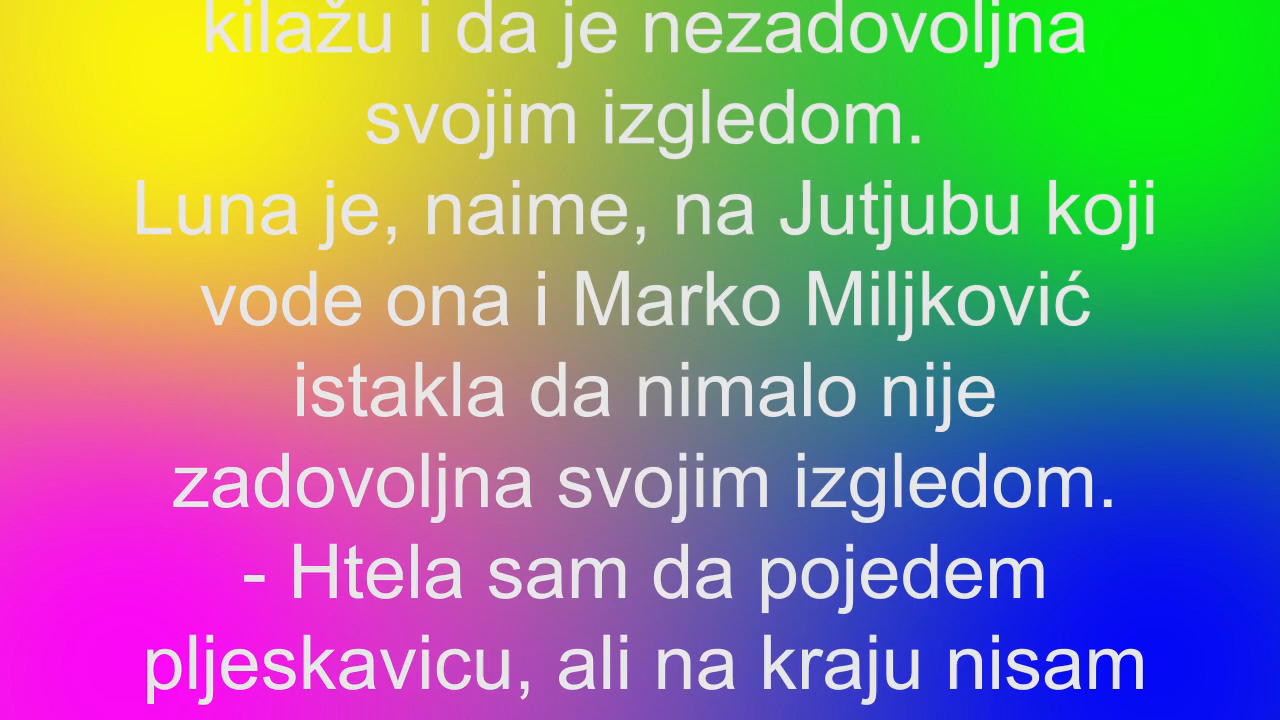 kilažu i da je nezadovoljna
svojim izgledom.
Luna je, naime, na Jutjubu koji
vode ona i Marko Miljković
istakla da nimalo nije
zadovoljna svojim izgledom.
- Htela sam da pojedem
pljeskavicu, ali na kraju nisam